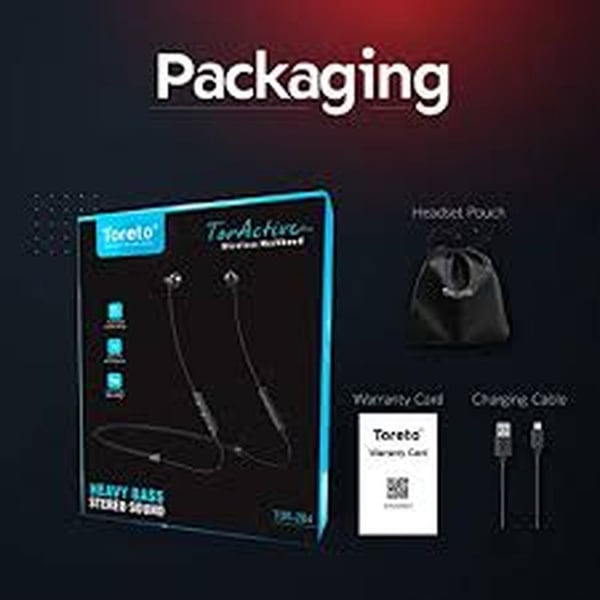 Packaging
Toreto
TorActive
Wireless Neckband
HEAVY BASS
STEREO SOUND
Headset Pouch
Warranty Card
Toreto
Warranty Card
Charging Cable